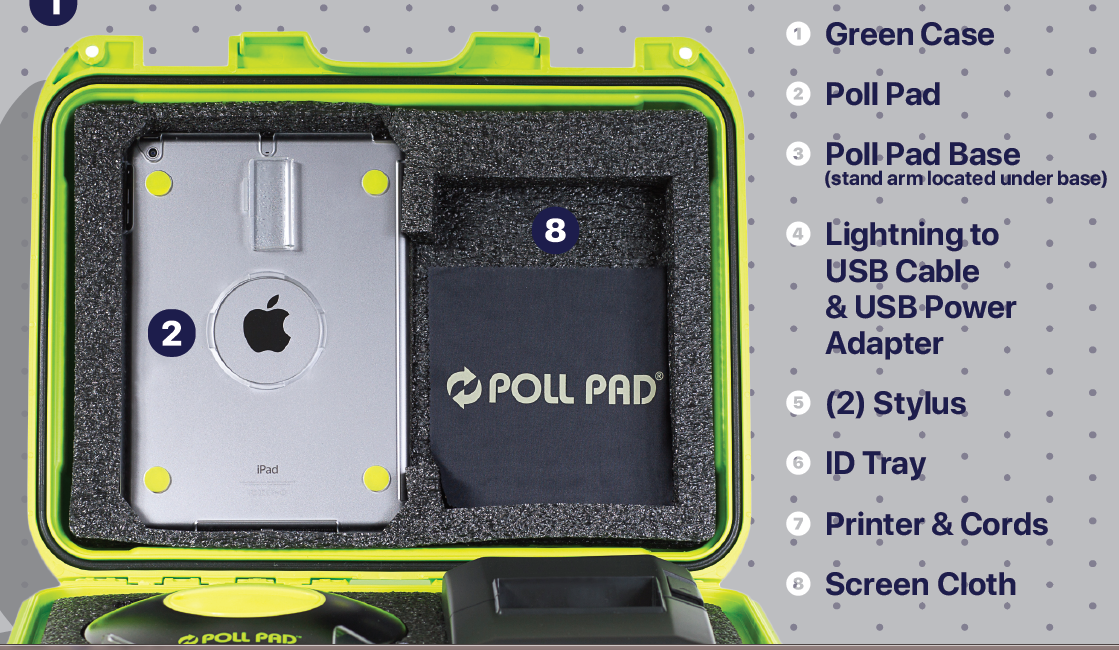 1
1 Green Case
2 Poll Pad
3 Poll Pad Base
(stand arm located under base)
4 Lightning to
USB Cable
& USB Power
Adapter
5 (2) Stylus
6 ID Tray
7 Printer & Cords
8 Screen Cloth
8
2
POLL PAD®
iPad
POLL PAD™